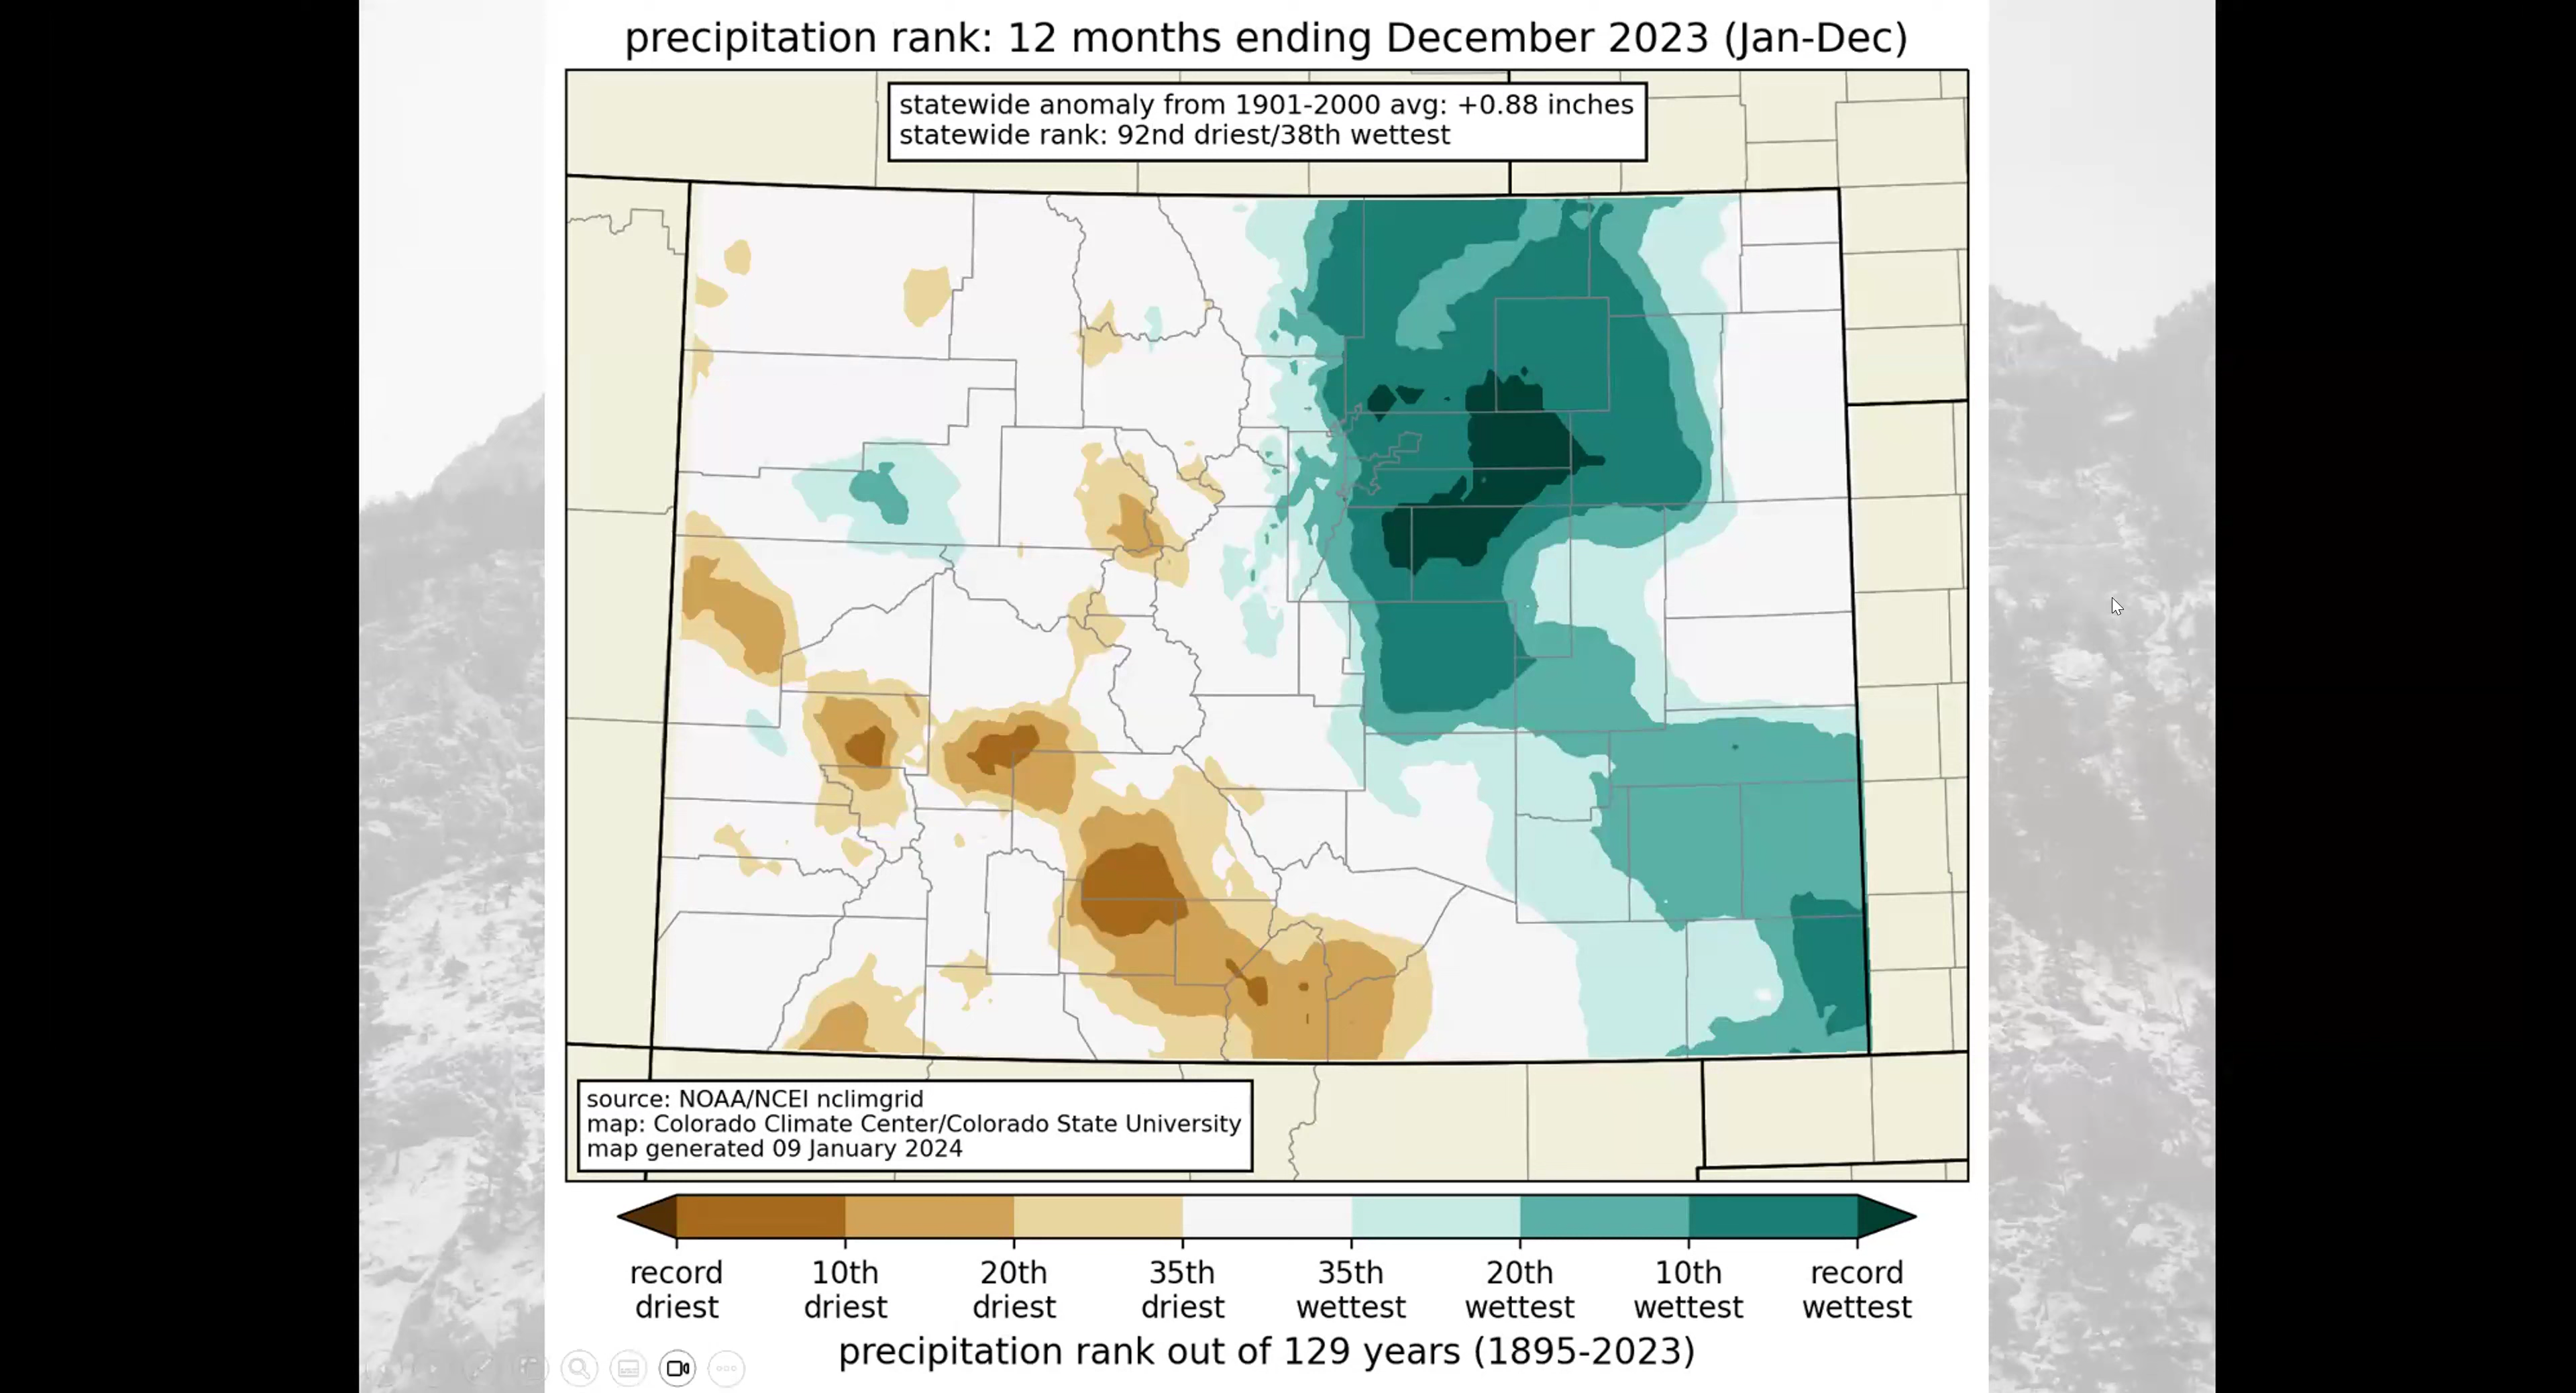 precipitation rank: 12 months ending December 2023 (Jan-Dec)
statewide anomaly from 1901-2000 avg: +0.88 inches
statewide rank: 92nd driest/38th wettest
source: NOAA/NCEI nclimgrid
map: Colorado Climate Center/Colorado State University
map generated 09 January 2024
record driest
10th driest
20th driest
35th driest
35th wettest
20th wettest
10th wettest
record wettest
precipitation rank out of 129 years (1895-2023)